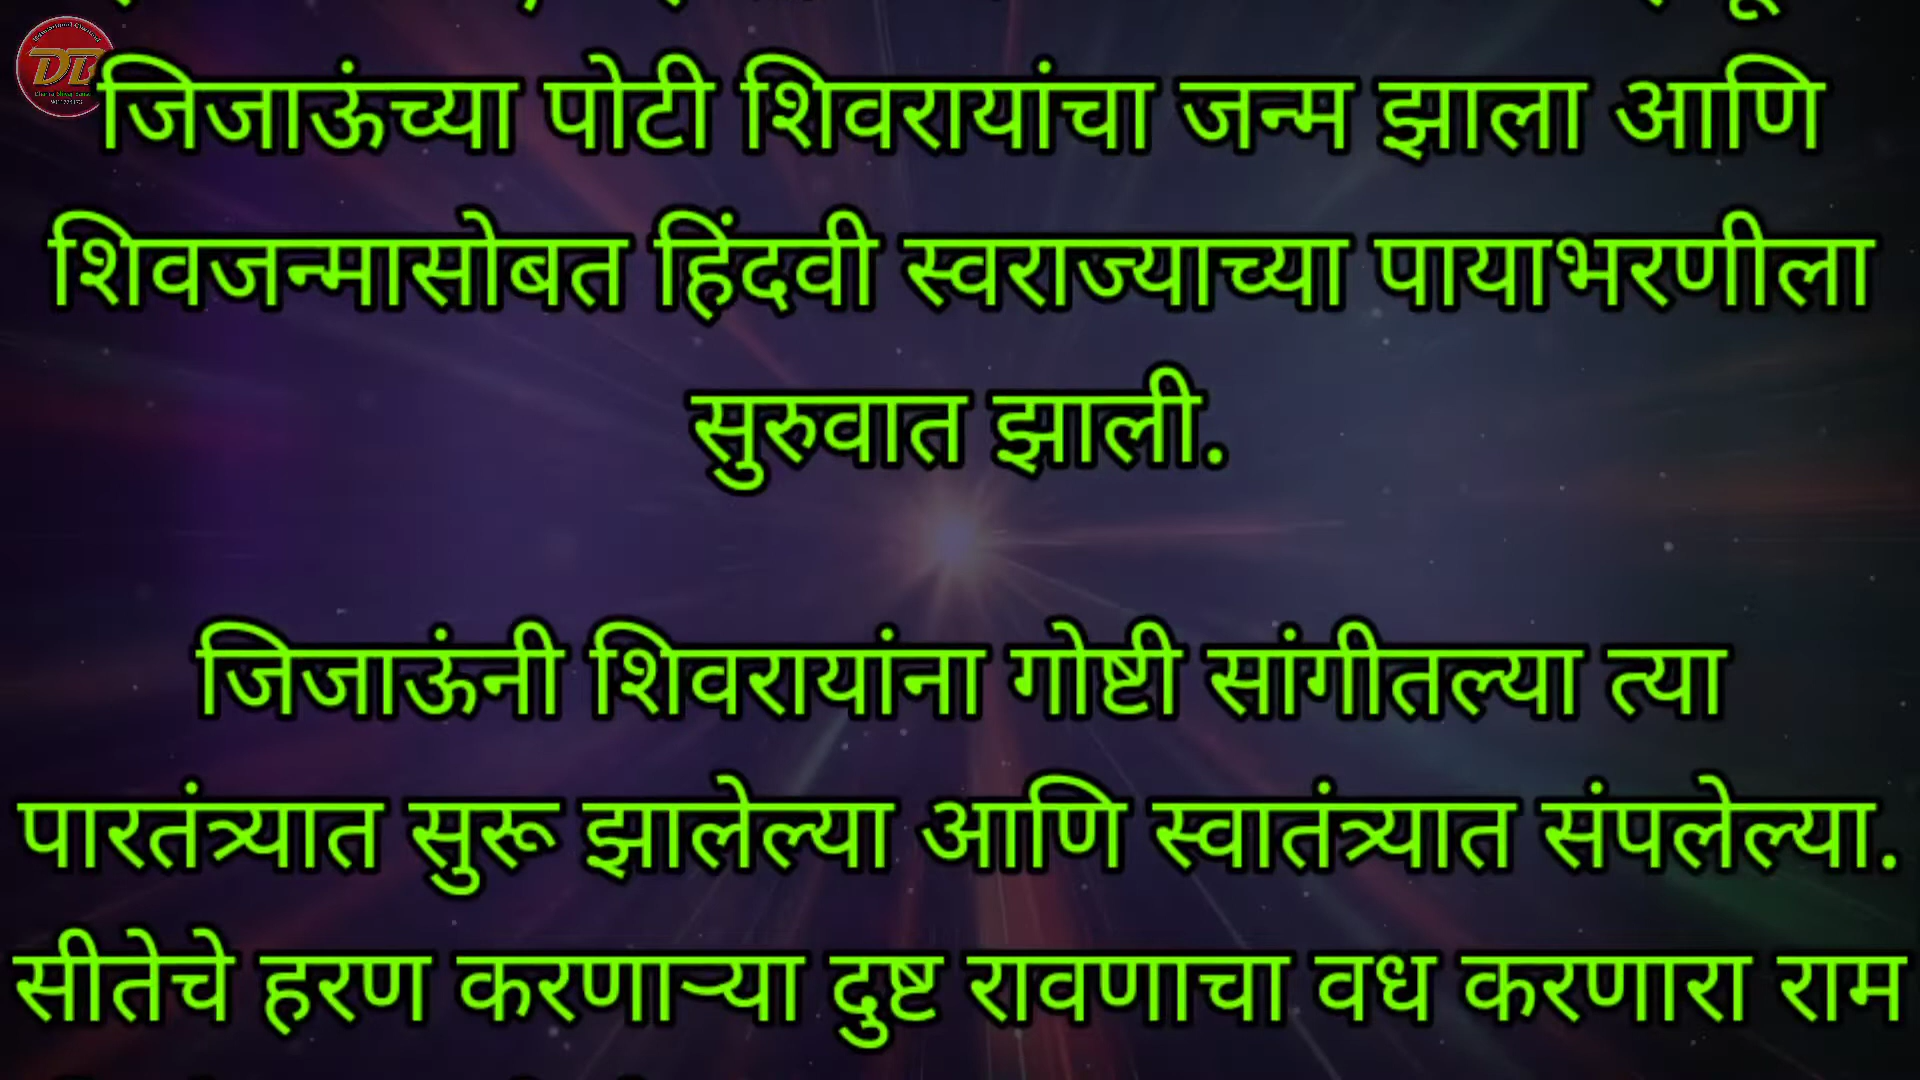 जिजाऊंच्या पोटी शिवरायांचा जन्म झाला आणि
शिवजन्मासोबत हिंदवी स्वराज्याच्या पायाभरणीला
सुरुवात झाली.
जिजाऊंनी शिवरायांना गोष्टी सांगीतल्या त्या
पारतंत्र्यात सुरू झालेल्या आणि स्वातंत्र्यात संपलेल्या.
सीतेचे हरण करणाऱ्या दुष्ट रावणाचा वध करणारा राम